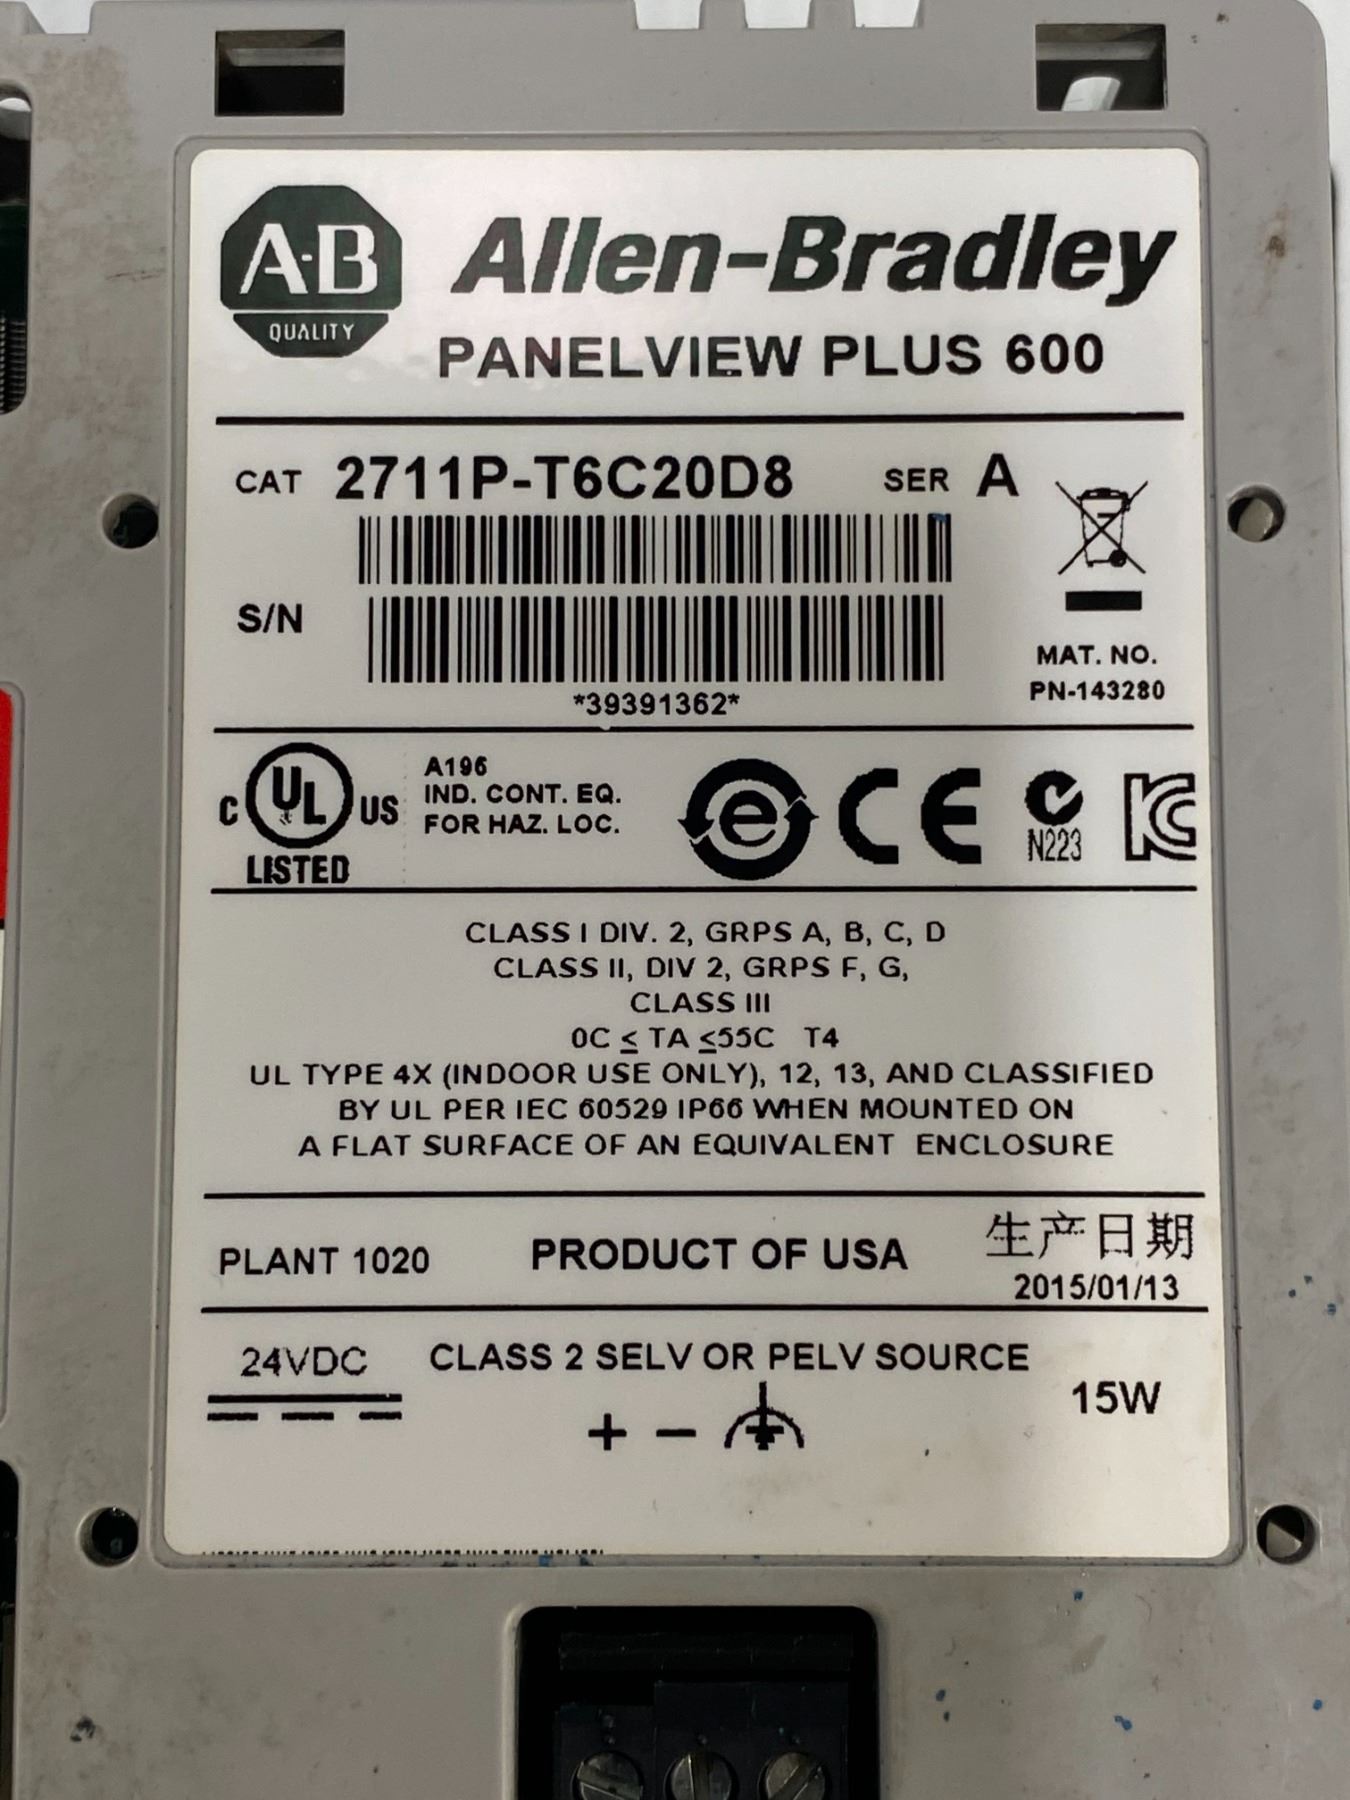 A·B
QUALITY
Allen-Bradley
PANELVIEW PLUS 600
CAT 2711P-T6C20D8 SER A
S/N
*39391362*
MAT. NO.
PN-143280
C UL US
LISTED
A196
IND. CONT. EQ.
FOR HAZ. LOC.
e
CE
N223
KC
CLASS I DIV. 2, GRPS A, B, C, D
CLASS II, DIV 2, GRPS F, G,
CLASS III
0C ≤ TA ≤55C T4
UL TYPE 4X (INDOOR USE ONLY), 12, 13, AND CLASSIFIED
BY UL PER IEC 60529 IP66 WHEN MOUNTED ON
A FLAT SURFACE OF AN EQUIVALENT ENCLOSURE
PLANT 1020
PRODUCT OF USA
生产日期
2015/01/13
24VDC
CLASS 2 SELV OR PELV SOURCE
+ −
15W